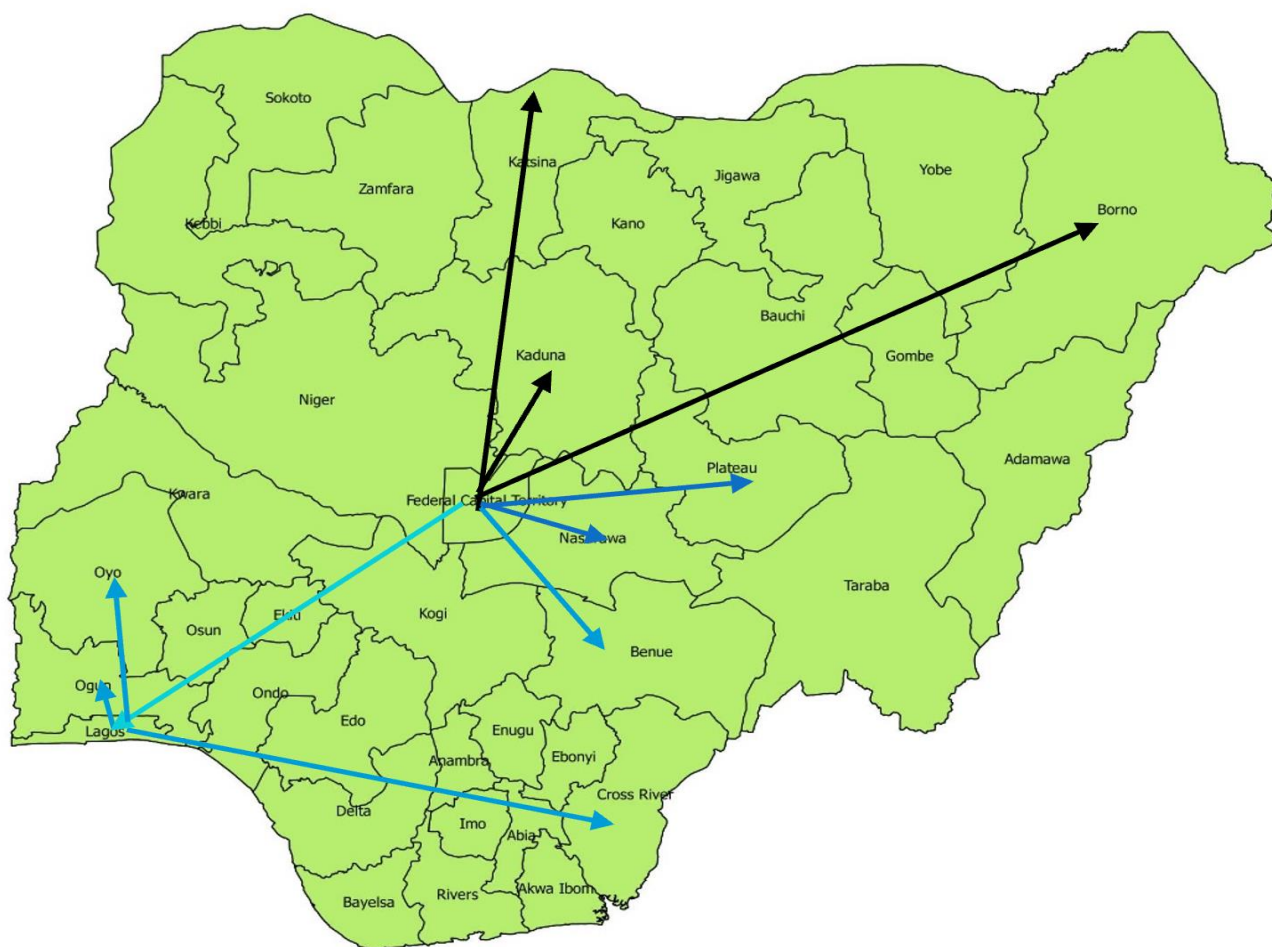 Sokoto
Katsina
Zamfara
Jigawa
Yobe
Kano
Borno
Kebbi
Bauchi
Kaduna
Gombe
Niger
Adamawa
Plateau
Kwara
Federal Capital Territory
Nasarawa
Oyo
Taraba
Ekiti
Kogi
Osun
Benue
Ogun
Ondo
Edo
Lagos
Enugu
Ebonyi
Anambra
Cross River
Delta
Imo
Abia
Akwa Ibom
Rivers
Bayelsa